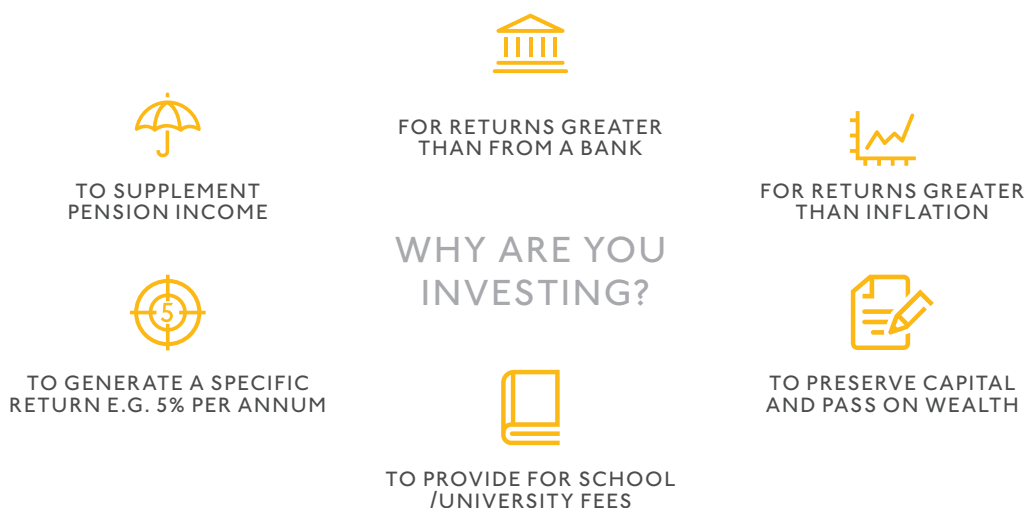 FOR RETURNS GREATER
THAN FROM A BANK
TO SUPPLEMENT
PENSION INCOME
FOR RETURNS GREATER
THAN INFLATION
WHY ARE YOU
INVESTING?
5
TO GENERATE A SPECIFIC
RETURN E.G. 5% PER ANNUM
TO PRESERVE CAPITAL
AND PASS ON WEALTH
TO PROVIDE FOR SCHOOL
/UNIVERSITY FEES